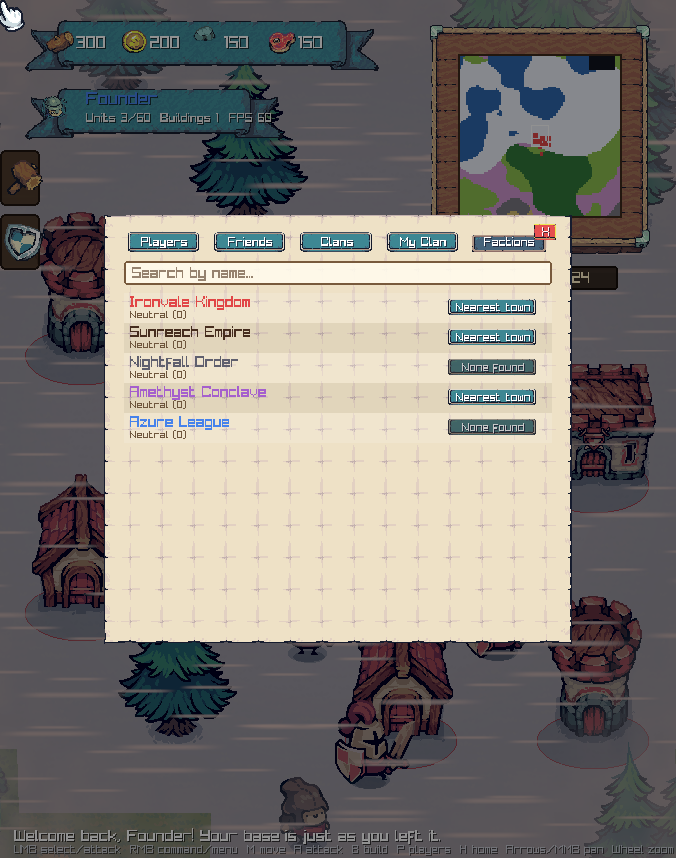 300 200 150 150
Founder
Units 3/60 Buildings 1 FPS 60
X
Players Friends Clans My Clan Factions
Search by name...
24
Ironvale Kingdom
Neutral (0)
Nearest town
Sunreach Empire
Neutral (0)
Nearest town
Nightfall Order
Neutral (0)
None found
Amethyst Conclave
Neutral (0)
Nearest town
Azure League
Neutral (0)
None found
Welcome back, Founder! Your base is just as you left it.
LMB select/attack RMB command/menu M move A attack B build P players H home Arrows/MMB pan Wheel zoom